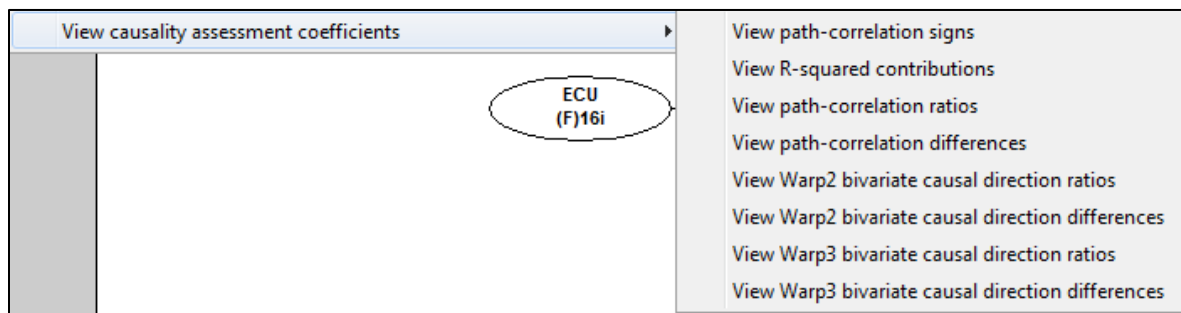 View causality assessment coefficients
View path-correlation signs
View R-squared contributions
View path-correlation ratios
View path-correlation differences
View Warp2 bivariate causal direction ratios
View Warp2 bivariate causal direction differences
View Warp3 bivariate causal direction ratios
View Warp3 bivariate causal direction differences
ECU
(F)16i